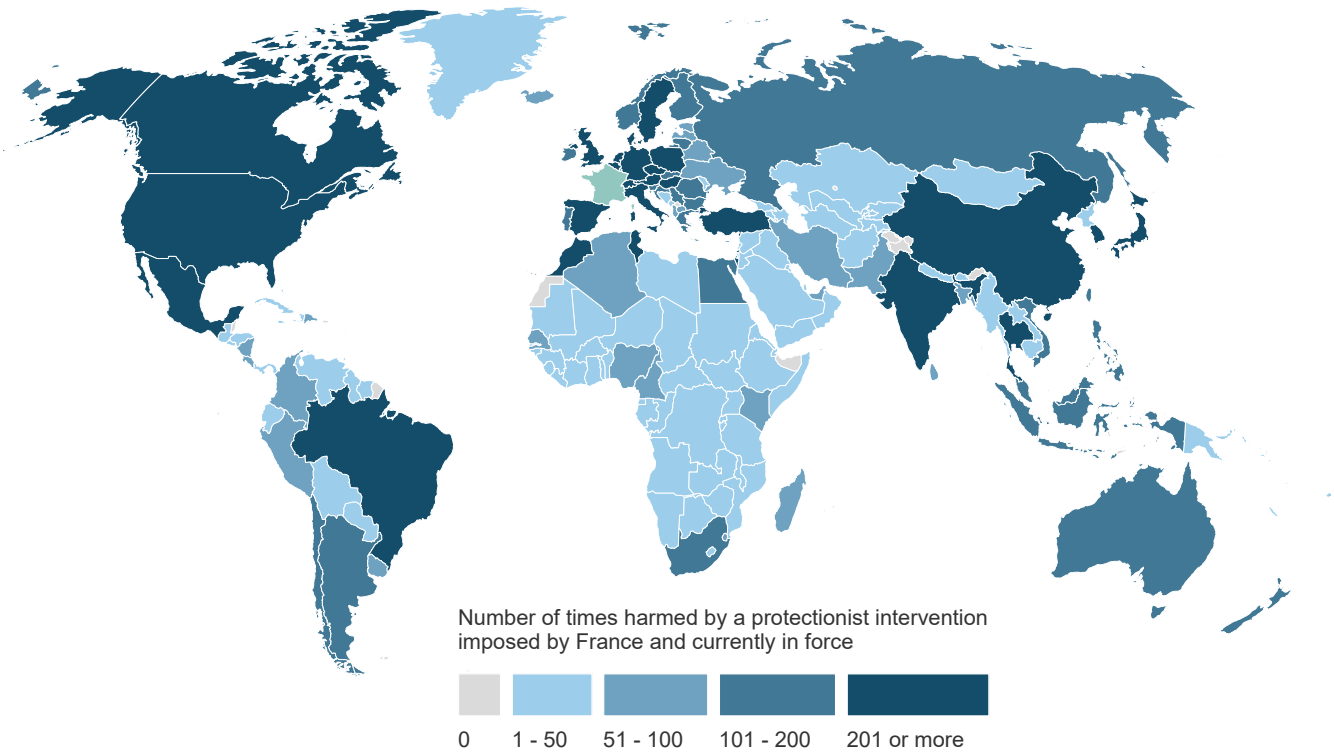 Number of times harmed by a protectionist intervention
imposed by France and currently in force
0 1 - 50 51 - 100 101 - 200 201 or more